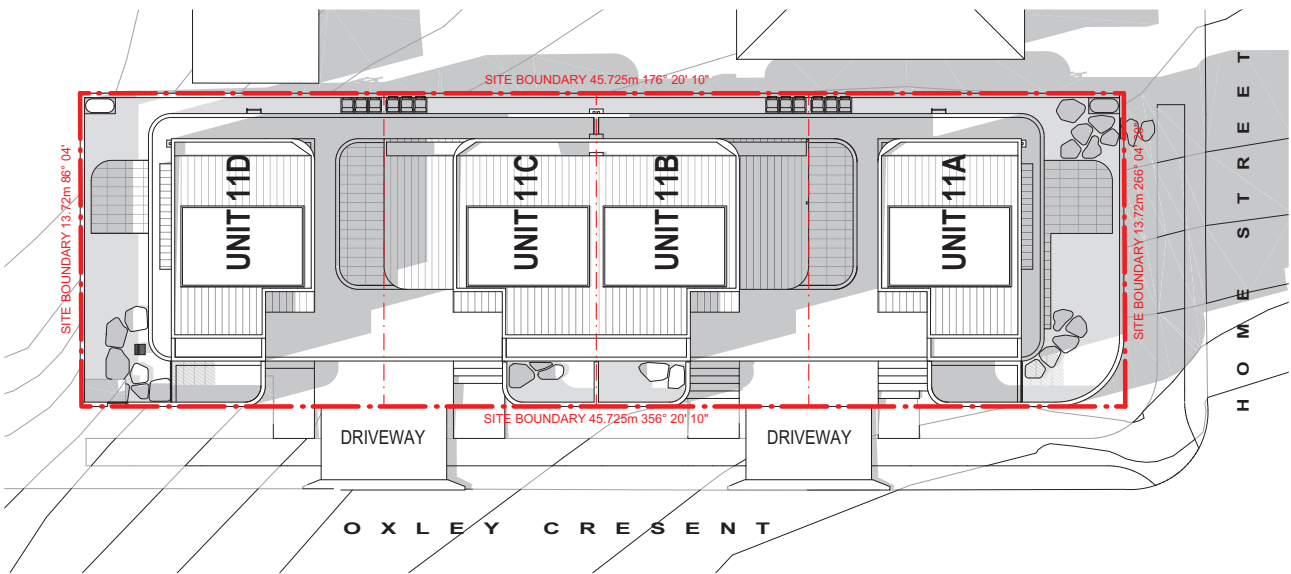 SITE BOUNDARY 45.725m 176° 20' 10"
SITE BOUNDARY 13.72m 86° 04'
UNIT 11D
UNIT 11C
UNIT 11B
UNIT 11A
SITE BOUNDARY 13.72m 266° 04' 20"
HOME STREET
SITE BOUNDARY 45.725m 356° 20' 10"
DRIVEWAY
DRIVEWAY
OXLEY CRESENT